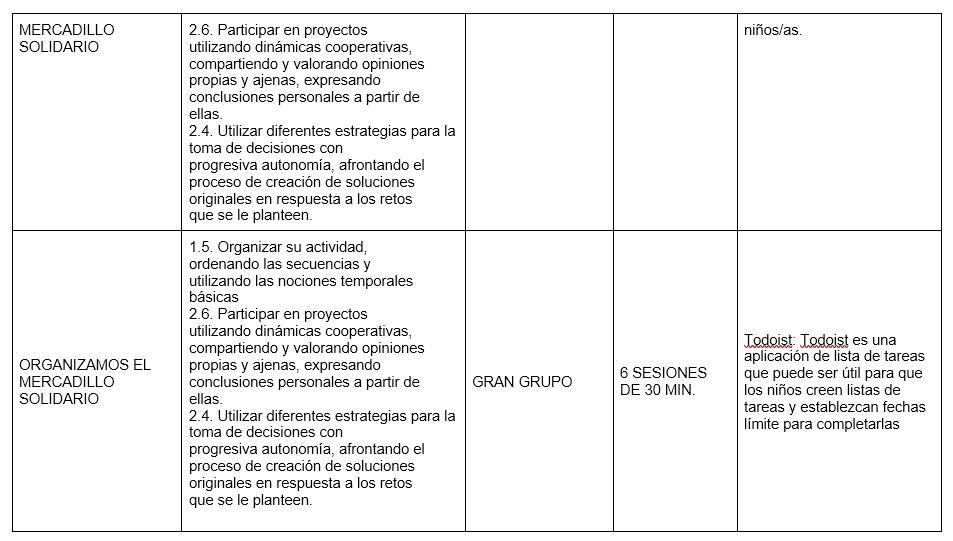 MERCADILLO
SOLIDARIO
2.6. Participar en proyectos
utilizando dinámicas cooperativas,
compartiendo y valorando opiniones
propias y ajenas, expresando
conclusiones personales a partir de
ellas.
2.4. Utilizar diferentes estrategias para la
toma de decisiones con
progresiva autonomía, afrontando el
proceso de creación de soluciones
originales en respuesta a los retos
que se le planteen.
niños/as.
ORGANIZAMOS EL
MERCADILLO
SOLIDARIO
1.5. Organizar su actividad,
ordenando las secuencias y
utilizando las nociones temporales
básicas
2.6. Participar en proyectos
utilizando dinámicas cooperativas,
compartiendo y valorando opiniones
propias y ajenas, expresando
conclusiones personales a partir de
ellas.
2.4. Utilizar diferentes estrategias para la
toma de decisiones con
progresiva autonomía, afrontando el
proceso de creación de soluciones
originales en respuesta a los retos
que se le planteen.
GRAN GRUPO
6 SESIONES
DE 30 MIN.
Todoist: Todoist es una
aplicación de lista de tareas
que puede ser útil para que
los niños creen listas de
tareas y establezcan fechas
límite para completarlas